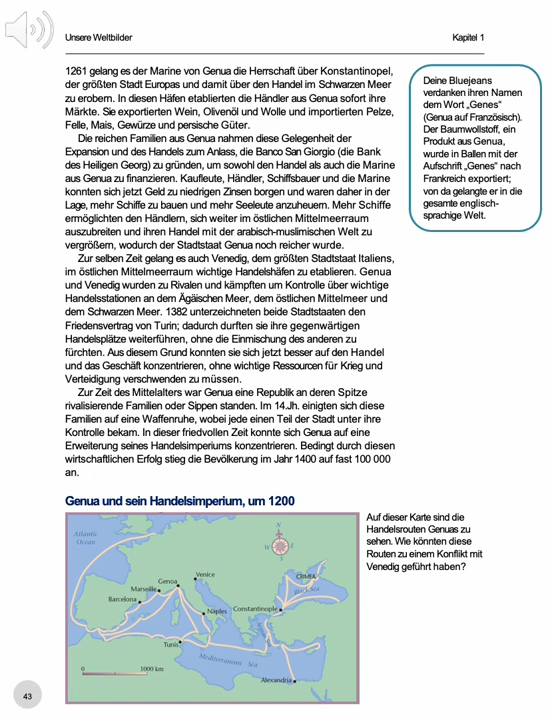 Unsere Weltbilder
Kapitel 1
1261 gelang es der Marine von Genua die Herrschaft über Konstantinopel,
der größten Stadt Europas und damit über den Handel im Schwarzen Meer
zu erobern. In diesen Häfen etablierten die Händler aus Genua sofort ihre
Märkte. Sie exportierten Wein, Olivenöl und Wolle und importierten Pelze,
Felle, Mais, Gewürze und persische Güter.
Die reichen Familien aus Genua nahmen diese Gelegenheit der
Expansion und des Handels zum Anlass, die Banco San Giorgio (die Bank
des Heiligen Georg) zu gründen, um sowohl den Handel als auch die Marine
aus Genua zu finanzieren. Kaufleute, Händler, Schiffsbauer und die Marine
konnten sich jetzt Geld zu niedrigen Zinsen borgen und waren daher in der
Lage, mehr Schiffe zu bauen und mehr Seeleute anzuheuern. Mehr Schiffe
ermöglichten den Händlern, sich weiter im östlichen Mittelmeerraum
auszubreiten und ihren Handel mit der arabisch-muslimischen Welt zu
vergrößern, wodurch der Stadtstaat Genua noch reicher wurde.
Zur selben Zeit gelang es auch Venedig, dem größten Stadtstaat Italiens,
im östlichen Mittelmeerraum wichtige Handelshäfen zu etablieren. Genua
und Venedig wurden zu Rivalen und kämpften um Kontrolle über wichtige
Handelsstationen an dem Ägäischen Meer, dem östlichen Mittelmeer und
dem Schwarzen Meer. 1382 unterzeichneten beide Stadtstaaten den
Friedensvertrag von Turin; dadurch durften sie ihre gegenwärtigen
Handelsplätze weiterführen, ohne die Einmischung des anderen zu
fürchten. Aus diesem Grund konnten sie sich jetzt besser auf den Handel
und das Geschäft konzentrieren, ohne wichtige Ressourcen für Krieg und
Verteidigung verschwenden zu müssen.
Zur Zeit des Mittelalters war Genua eine Republik an deren Spitze
rivalisierende Familien oder Sippen standen. Im 14.Jh. einigten sich diese
Familien auf eine Waffenruhe, wobei jede einen Teil der Stadt unter ihre
Kontrolle bekam. In dieser friedvollen Zeit konnte sich Genua auf eine
Erweiterung seines Handelsimperiums konzentrieren. Bedingt durch diesen
wirtschaftlichen Erfolg stieg die Bevölkerung im Jahr 1400 auf fast 100 000
an.
Deine Bluejeans
verdanken ihren Namen
dem Wort „Genes“
(Genua auf Französisch).
Der Baumwollstoff, ein
Produkt aus Genua,
wurde in Ballen mit der
Aufschrift „Genes“ nach
Frankreich exportiert;
von da gelangte er in die
gesamte englisch-
sprachige Welt.
Genua und sein Handelsimperium, um 1200
Atlantic
Ocean
N
W
E
S
Venice
Genoa
Marseille
Barcelona
CRIMEA
Black Sea
Constantinople
Naples
Tunis
Mediterranean Sea
0
1000 km
Alexandria
Auf dieser Karte sind die
Handelsrouten Genuas zu
sehen. Wie könnten diese
Routen zu einem Konflikt mit
Venedig geführt haben?
43